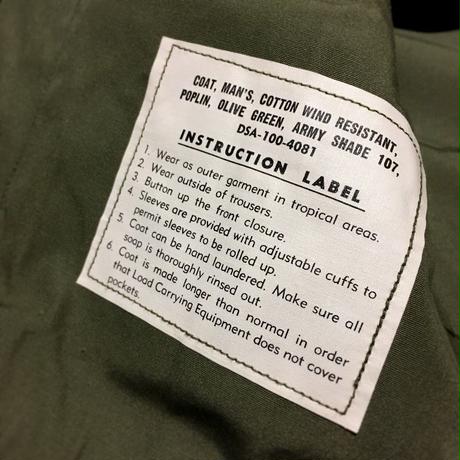 COAT, MAN'S, COTTON WIND RESISTANT,
POPLIN, OLIVE GREEN, ARMY SHADE 107,
DSA-100-4081
INSTRUCTION LABEL
1. Wear as outer garment in tropical areas.
2. Wear outside of trousers.
3. Button up the front closure.
4. Sleeves are provided with adjustable cuffs to
permit sleeves to be rolled up.
5. Coat can be hand laundered. Make sure all
soap is thoroughly rinsed out.
6. Coat is made longer than normal in order
that Load Carrying Equipment does not cover
pockets.